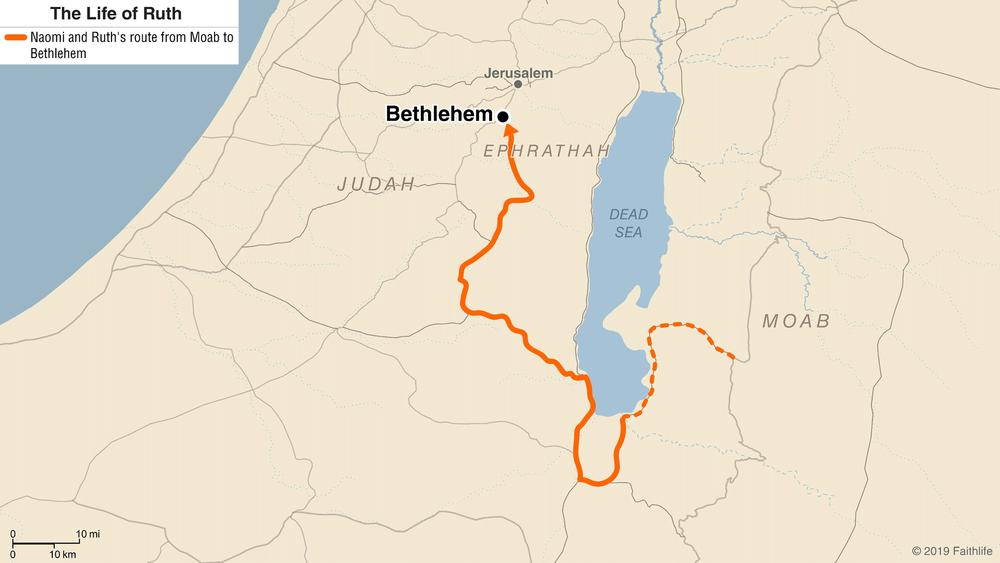 The Life of Ruth
Naomi and Ruth's route from Moab to
Bethlehem
Jerusalem
Bethlehem
EPHRATHAH
JUDAH
DEAD
SEA
MOAB
0 10 mi
0 10 km
© 2019 Faithlife